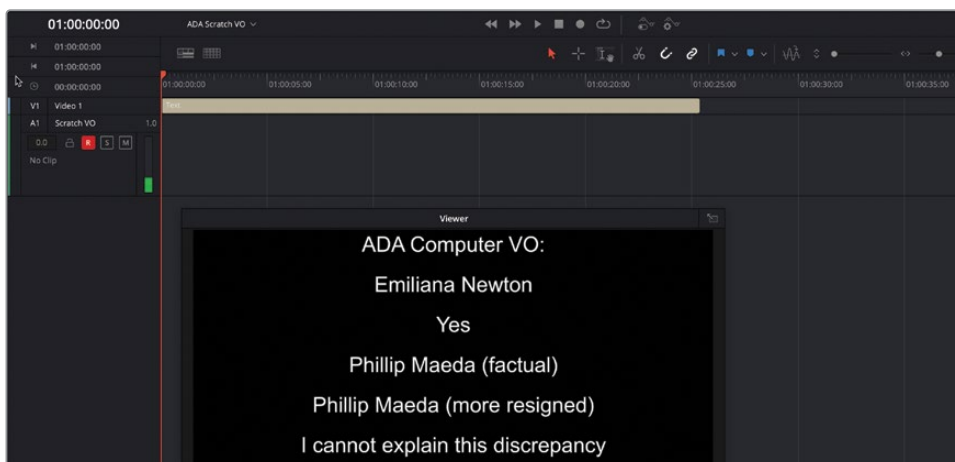 01:00:00:00 ADA Scratch VO
01:00:00:00
01:00:00:00
00:00:00:00 01:00:00:00 01:00:05:00 01:00:10:00 01:00:15:00 01:00:20:00 01:00:25:00 01:00:30:00 01:00:35:00
V1 Video 1 Text
A1 Scratch VO 1.0
0.0 R S M
No Clip
Viewer
ADA Computer VO:
Emiliana Newton
Yes
Phillip Maeda (factual)
Phillip Maeda (more resigned)
I cannot explain this discrepancy